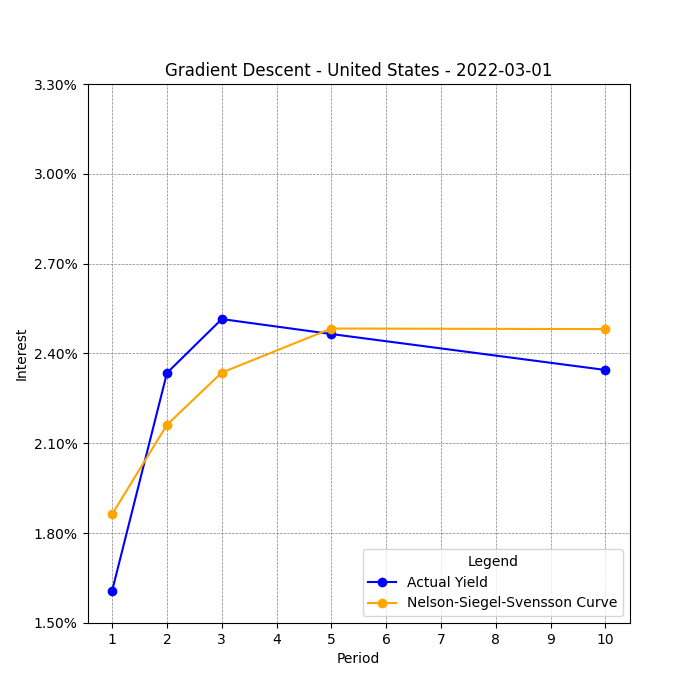 Gradient Descent - United States - 2022-03-01
3.30%
3.00%
2.70%
2.40%
2.10%
1.80%
1.50%
Interest
Legend
Actual Yield
Nelson-Siegel-Svensson Curve
1 2 3 4 5 6 7 8 9 10
Period